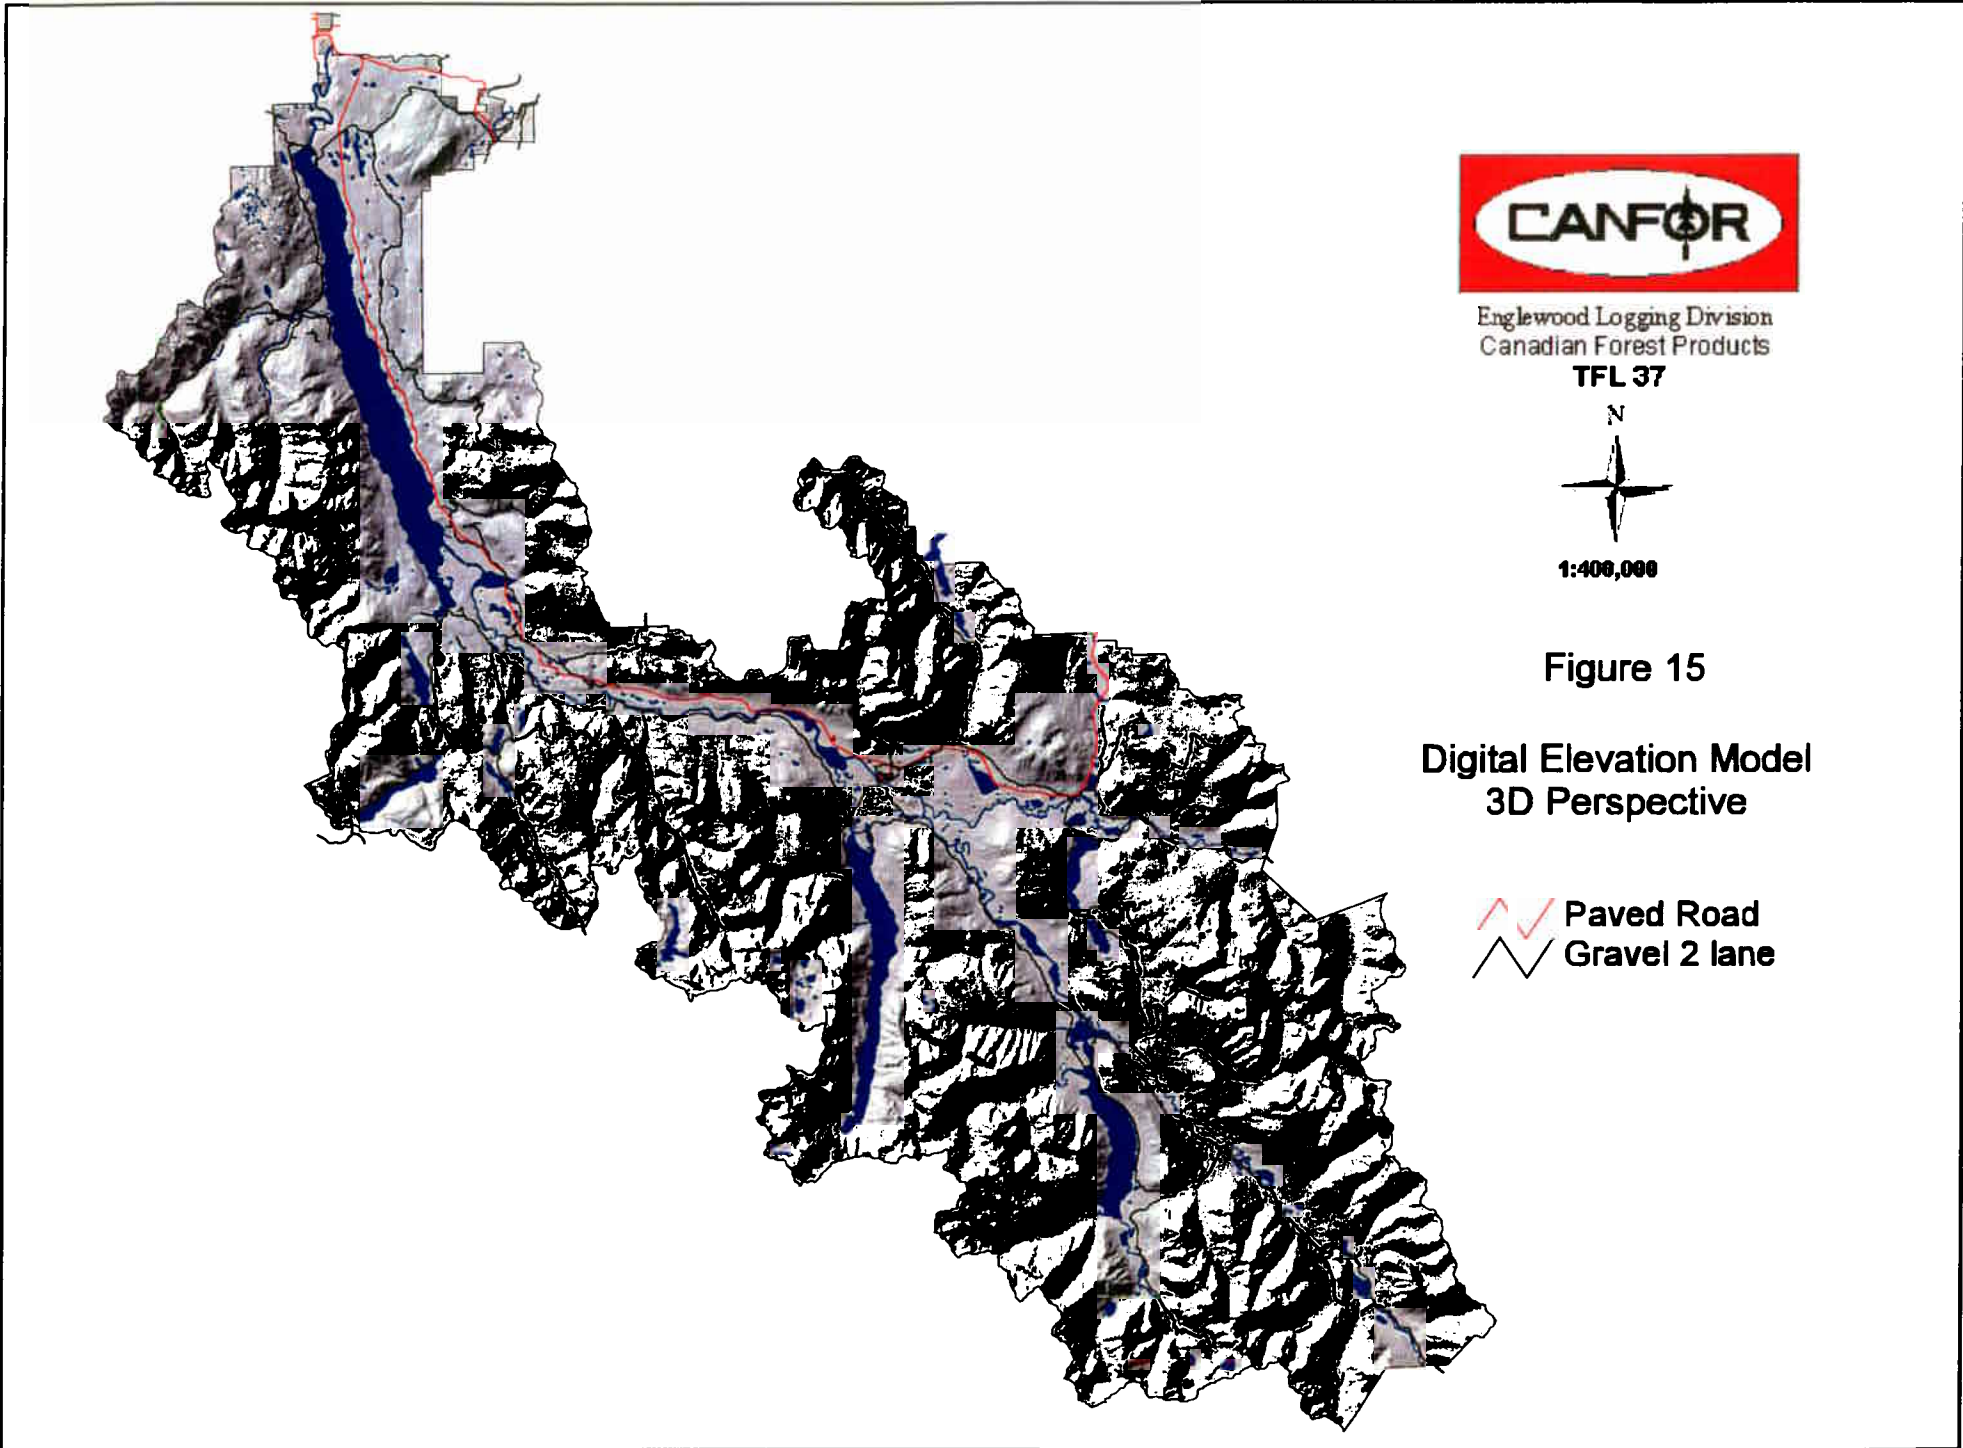 CANFOR
Englewood Logging Division
Canadian Forest Products
TFL 37
N
1:400,000
Figure 15
Digital Elevation Model
3D Perspective
Paved Road
Gravel 2 lane